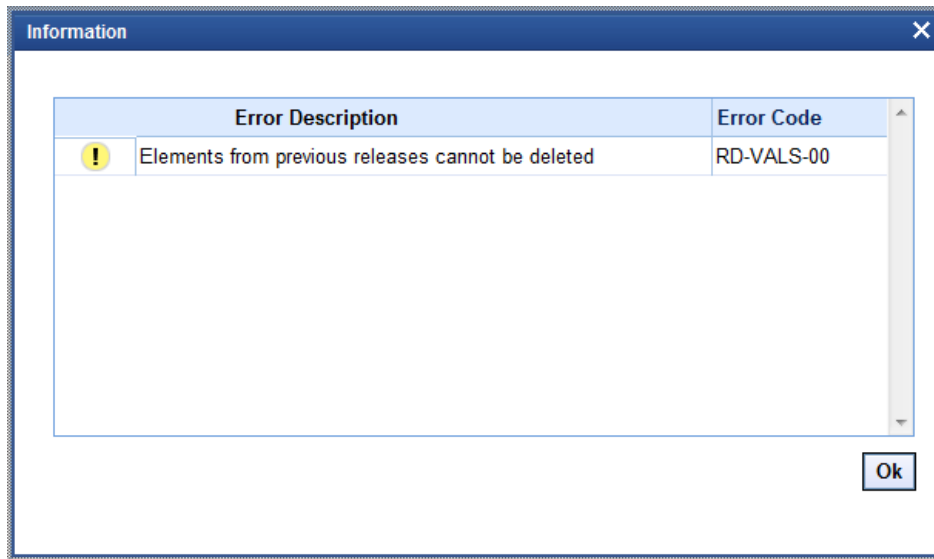 Information
Error Description Error Code
! Elements from previous releases cannot be deleted RD-VALS-00
Ok